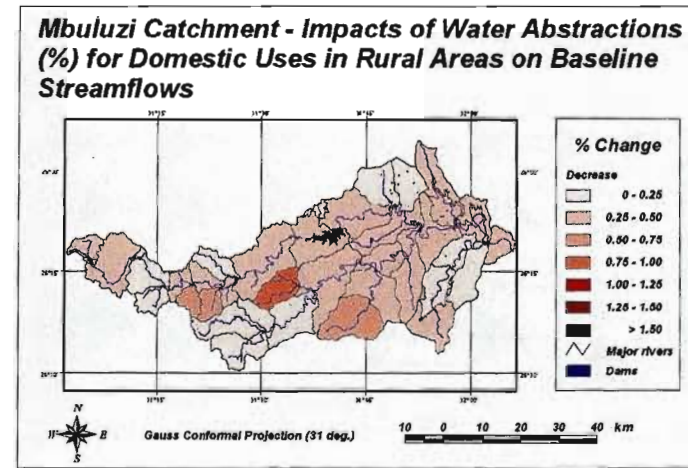 Mbuluzi Catchment - Impacts of Water Abstractions
(%) for Domestic Uses in Rural Areas on Baseline
Streamflows
% Change
Decrease
0 - 0.25
0.25 - 0.50
0.50 - 0.75
0.75 - 1.00
1.00 - 1.25
1.25 - 1.50
> 1.50
Major rivers
Dams
N
W E
S
Gauss Conformal Projection (31 deg.)
10 0 10 20 30 40 km